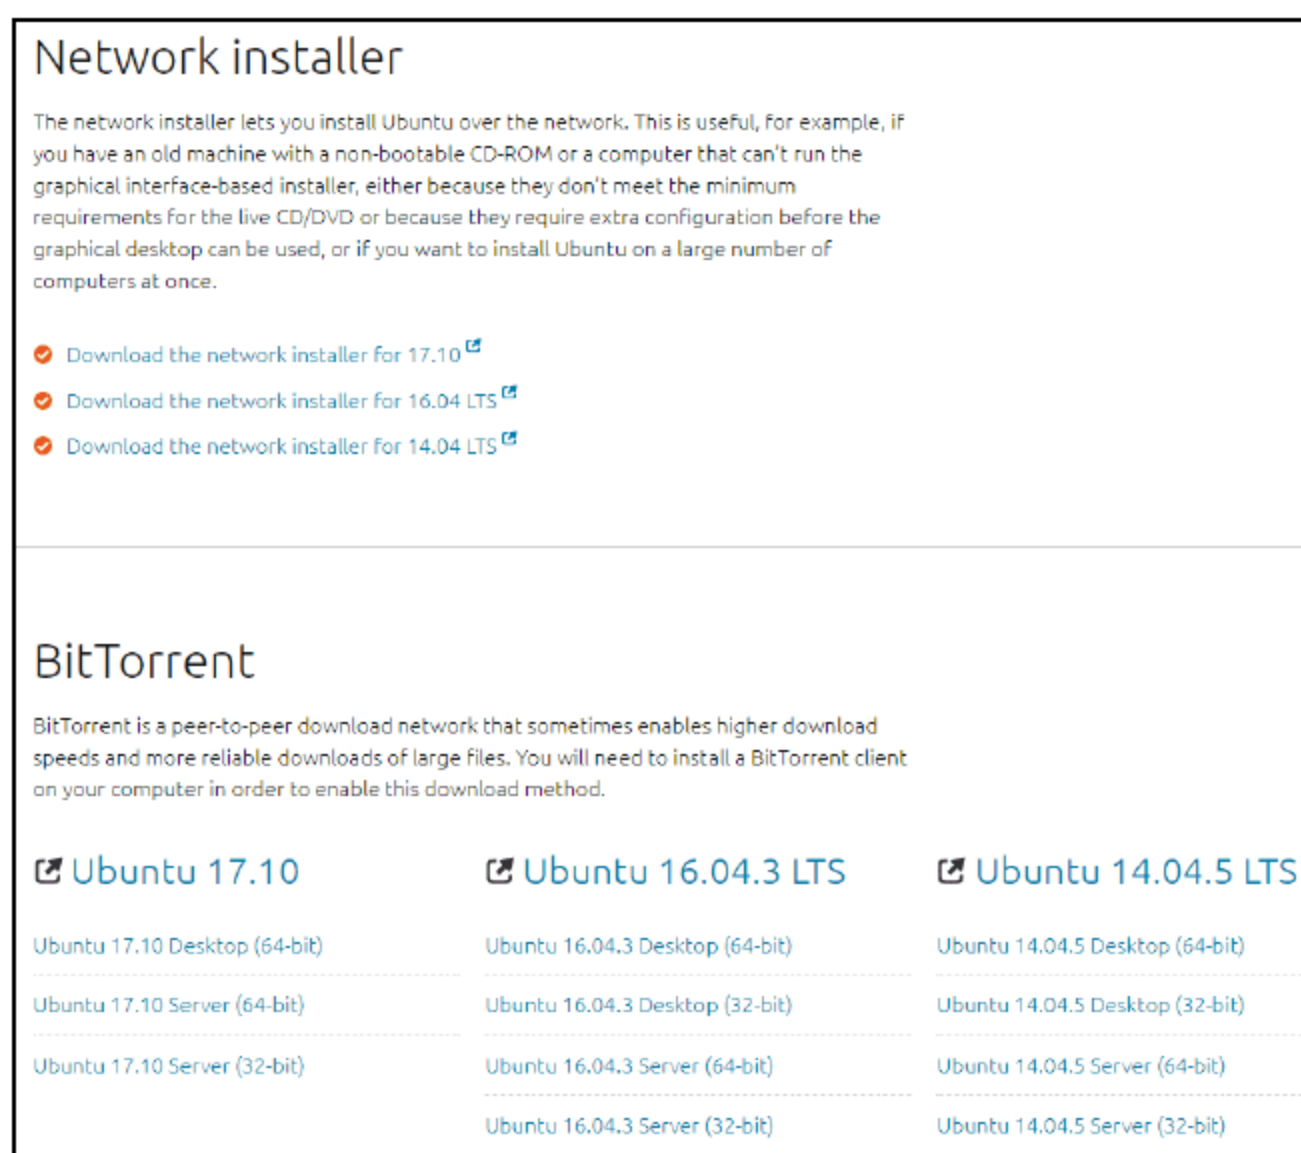 Network installer
The network installer lets you install Ubuntu over the network. This is useful, for example, if
you have an old machine with a non-bootable CD-ROM or a computer that can't run the
graphical interface-based installer, either because they don't meet the minimum
requirements for the live CD/DVD or because they require extra configuration before the
graphical desktop can be used, or if you want to install Ubuntu on a large number of
computers at once.
Download the network installer for 17.10
Download the network installer for 16.04 LTS
Download the network installer for 14.04 LTS
BitTorrent
BitTorrent is a peer-to-peer download network that sometimes enables higher download
speeds and more reliable downloads of large files. You will need to install a BitTorrent client
on your computer in order to enable this download method.
Ubuntu 17.10
Ubuntu 17.10 Desktop (64-bit)
Ubuntu 17.10 Server (64-bit)
Ubuntu 17.10 Server (32-bit)
Ubuntu 16.04.3 LTS
Ubuntu 16.04.3 Desktop (64-bit)
Ubuntu 16.04.3 Desktop (32-bit)
Ubuntu 16.04.3 Server (64-bit)
Ubuntu 16.04.3 Server (32-bit)
Ubuntu 14.04.5 LTS
Ubuntu 14.04.5 Desktop (64-bit)
Ubuntu 14.04.5 Desktop (32-bit)
Ubuntu 14.04.5 Server (64-bit)
Ubuntu 14.04.5 Server (32-bit)